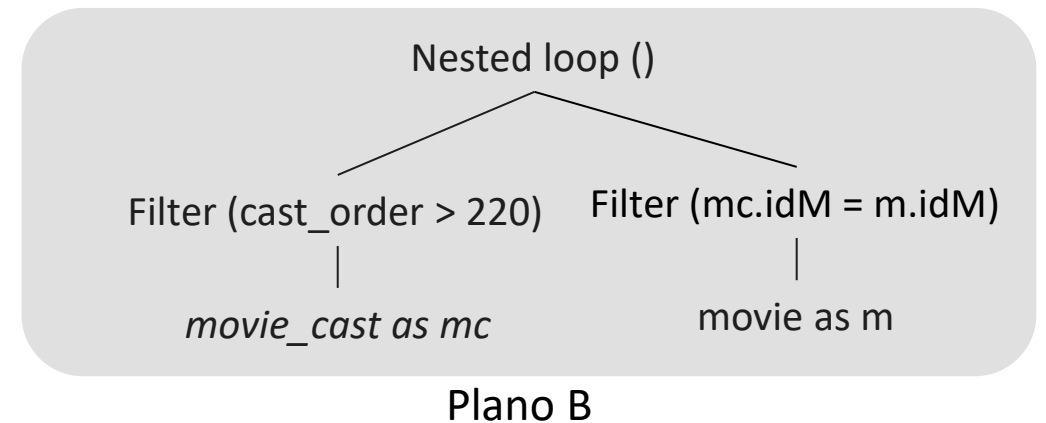 Nested loop ()
Filter (cast_order > 220)
Filter (mc.idM = m.idM)
movie_cast as mc
movie as m
Plano B